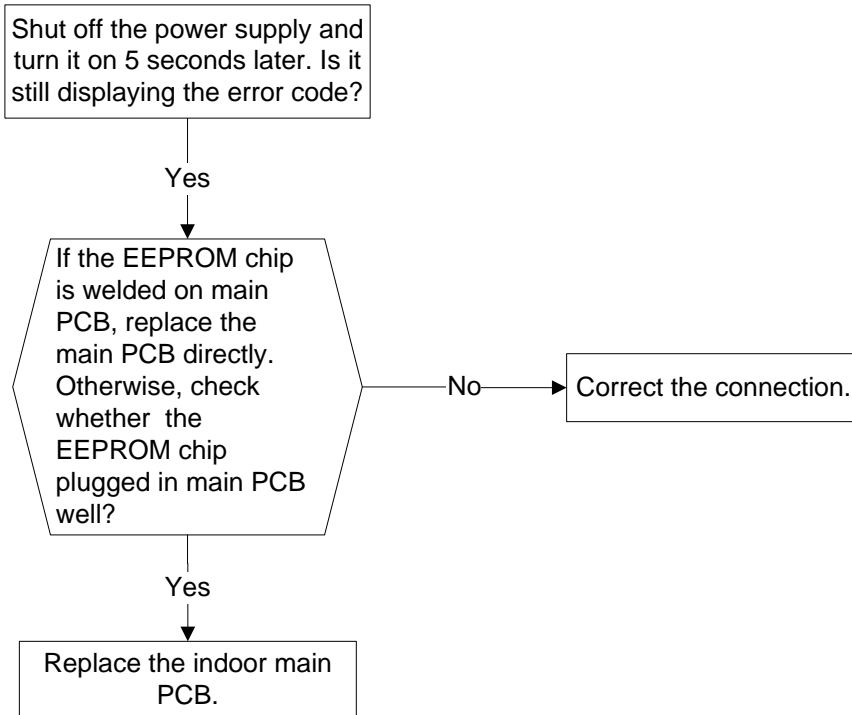 Shut off the power supply and
turn it on 5 seconds later. Is it
still displaying the error code?
Yes
If the EEPROM chip
is welded on main
PCB, replace the
main PCB directly.
Otherwise, check
whether  the
EEPROM chip
plugged in main PCB
well?
No
Correct the connection.
Yes
Replace the indoor main
PCB.